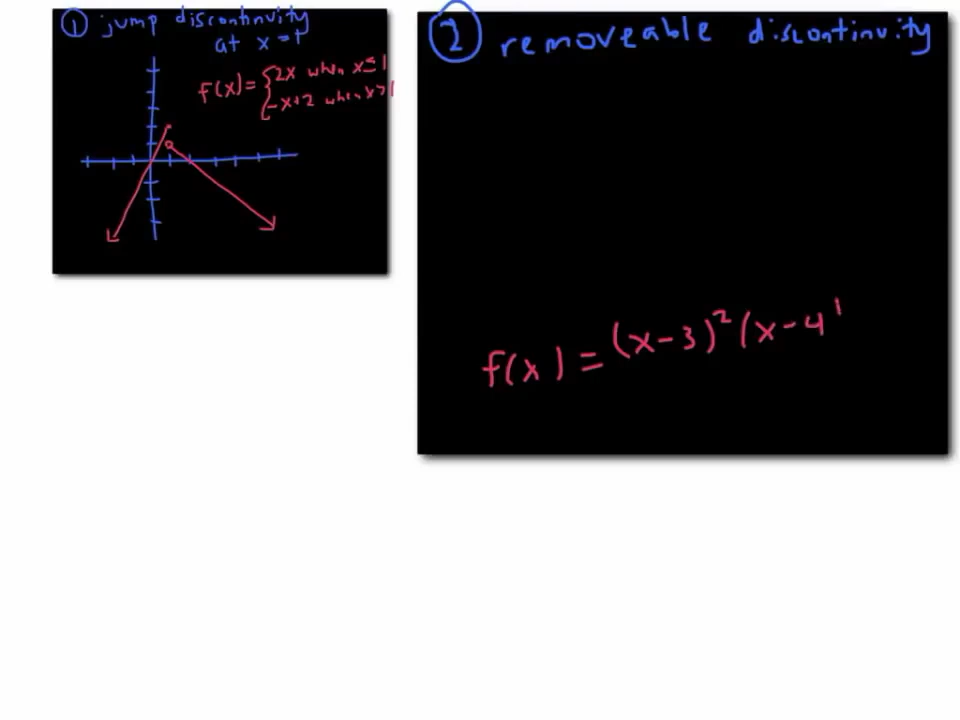 ① jump discontinuity
at x = 1
f(x) = { 2x when x ≤ 1
-x+2 when x > 1
② removeable discontinuity
f(x) = (x-3)² (x-4